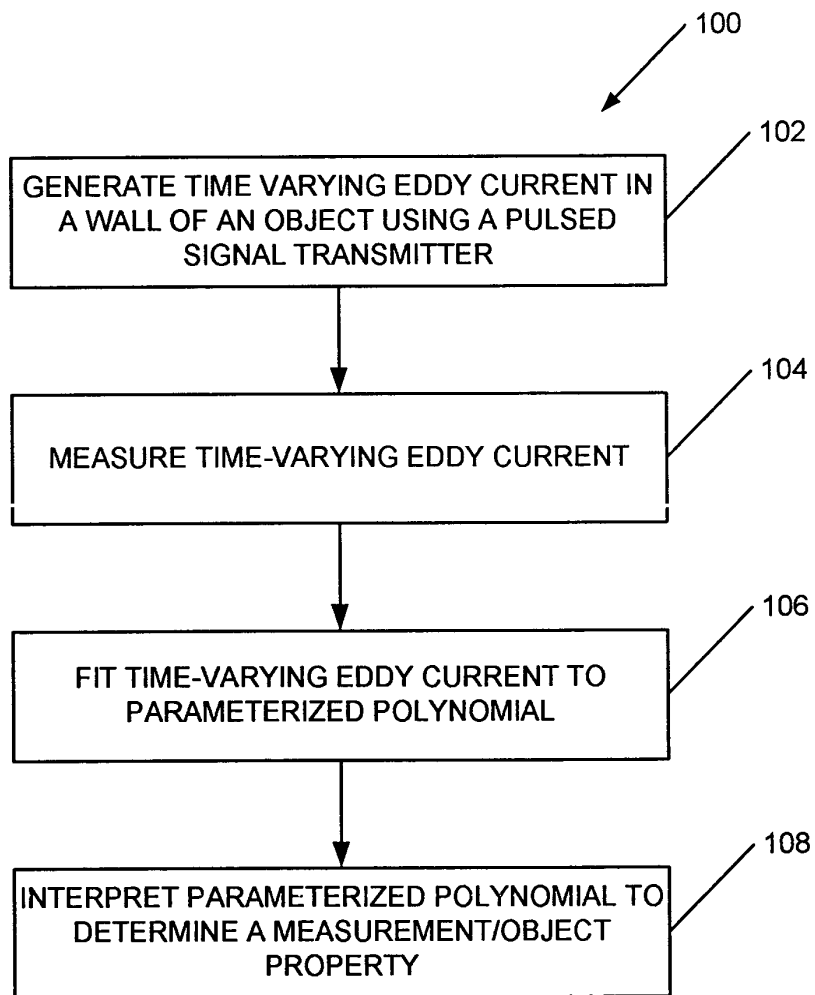 100
102
GENERATE TIME VARYING EDDY CURRENT IN
A WALL OF AN OBJECT USING A PULSED
SIGNAL TRANSMITTER
104
MEASURE TIME-VARYING EDDY CURRENT
106
FIT TIME-VARYING EDDY CURRENT TO
PARAMETERIZED POLYNOMIAL
108
INTERPRET PARAMETERIZED POLYNOMIAL TO
DETERMINE A MEASUREMENT/OBJECT
PROPERTY